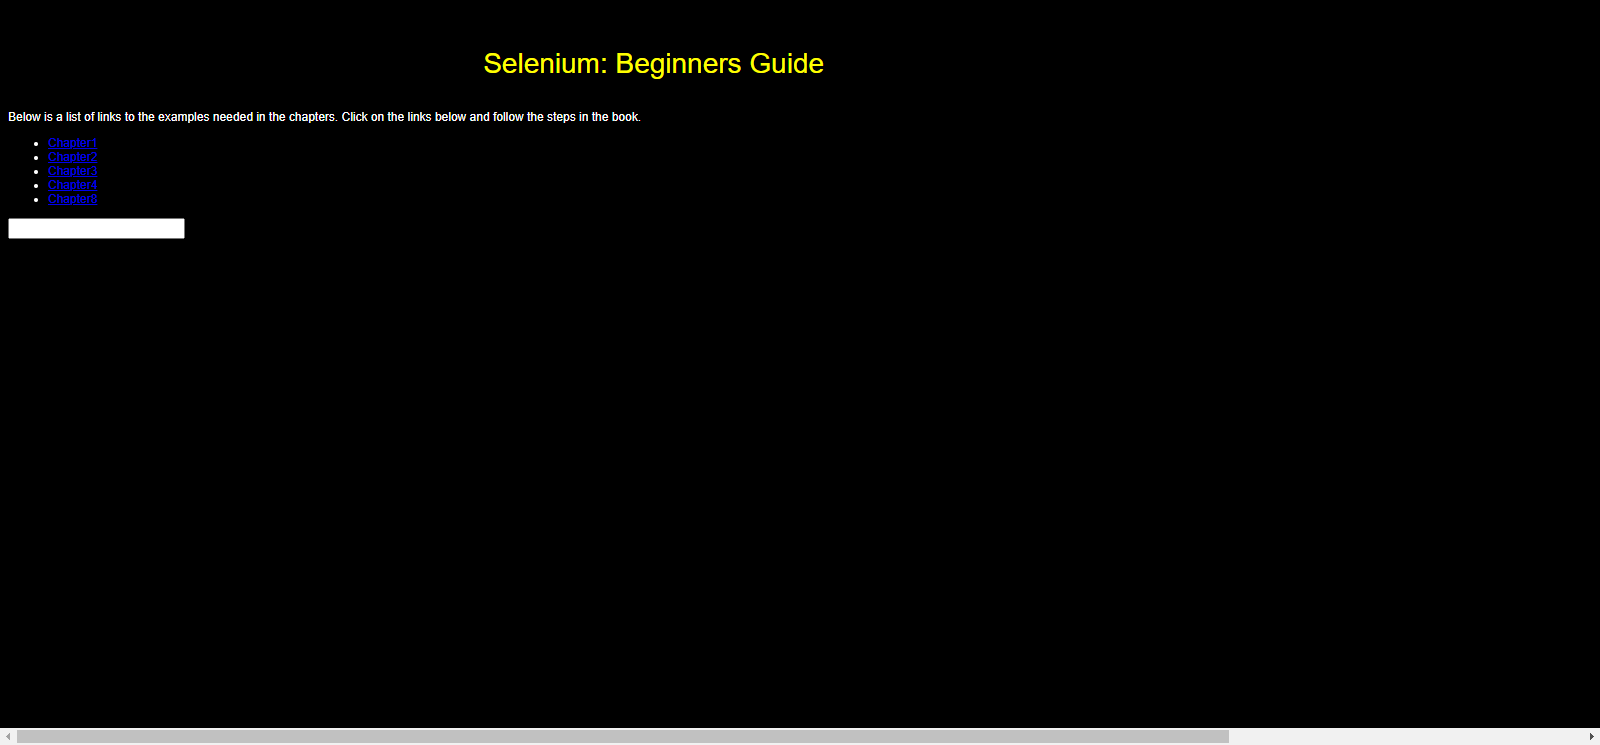 Selenium: Beginners Guide
Below is a list of links to the examples needed in the chapters. Click on the links below and follow the steps in the book.
Chapter1
Chapter2
Chapter3
Chapter4
Chapter8